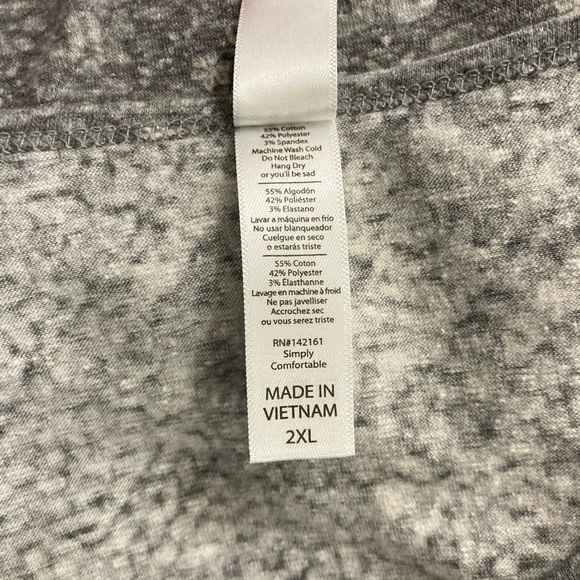 55% Cotton
42% Polyester
3% Spandex
Machine Wash Cold
Do Not Bleach
Hang Dry
or you'll be sad
55% Algodón
42% Poliéster
3% Elastano
Lavar a máquina en frio
No usar blanqueador
Cuelgue en seco
o estarás triste
55% Coton
42% Polyester
3% Élasthanne
Lavage en machine à froid
Ne pas javelliser
Accrochez sec
ou vous serez triste
RN#142161
Simply
Comfortable
MADE IN
VIETNAM
2XL